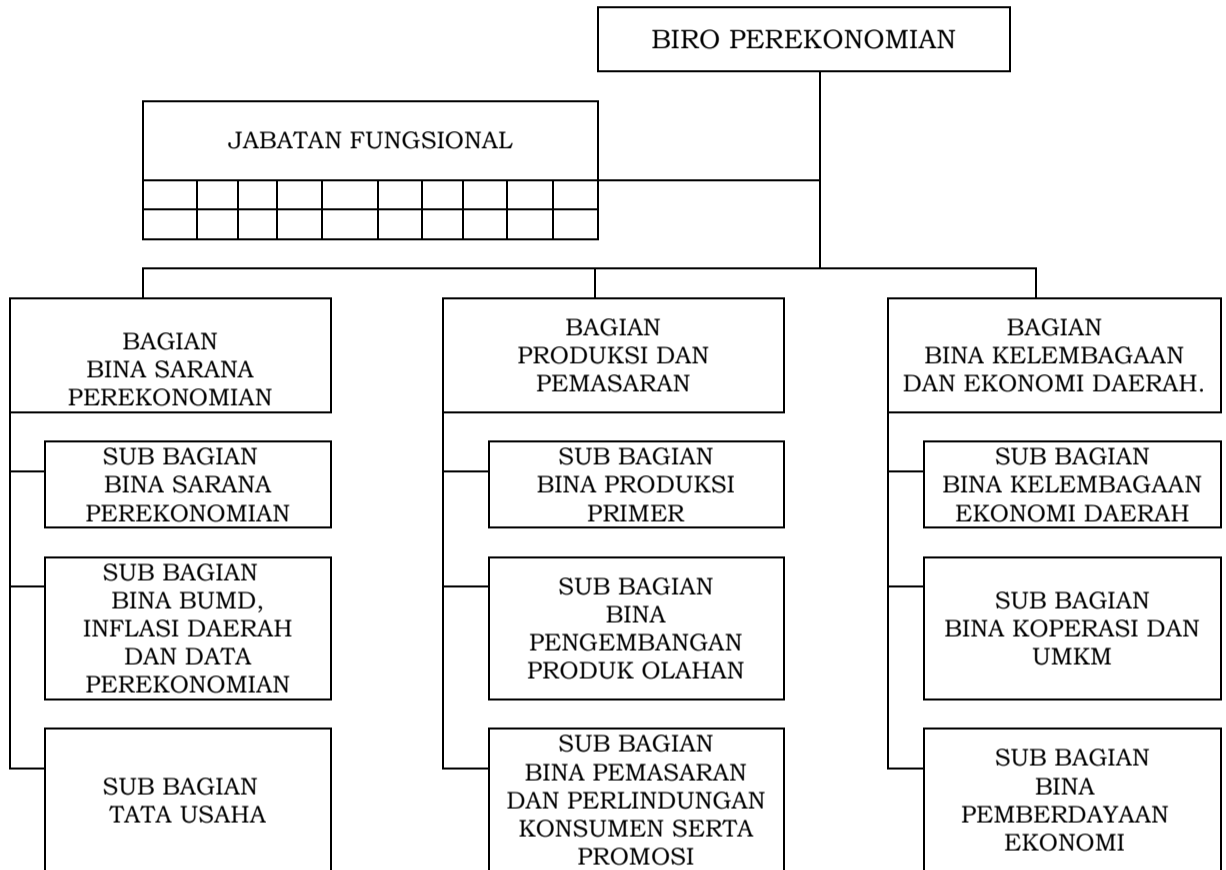 BIRO PEREKONOMIAN
JABATAN FUNGSIONAL
BAGIAN
BINA SARANA
PEREKONOMIAN
SUB BAGIAN
BINA SARANA
PEREKONOMIAN
SUB BAGIAN
BINA BUMD,
INFLASI DAERAH
DAN DATA
PEREKONOMIAN
SUB BAGIAN
TATA USAHA
BAGIAN
PRODUKSI DAN
PEMASARAN
SUB BAGIAN
BINA PRODUKSI
PRIMER
SUB BAGIAN
BINA
PENGEMBANGAN
PRODUK OLAHAN
SUB BAGIAN
BINA PEMASARAN
DAN PERLINDUNGAN
KONSUMEN SERTA
PROMOSI
BAGIAN
BINA KELEMBAGAAN
DAN EKONOMI DAERAH.
SUB BAGIAN
BINA KELEMBAGAAN
EKONOMI DAERAH
SUB BAGIAN
BINA KOPERASI DAN
UMKM
SUB BAGIAN
BINA
PEMBERDAYAAN
EKONOMI